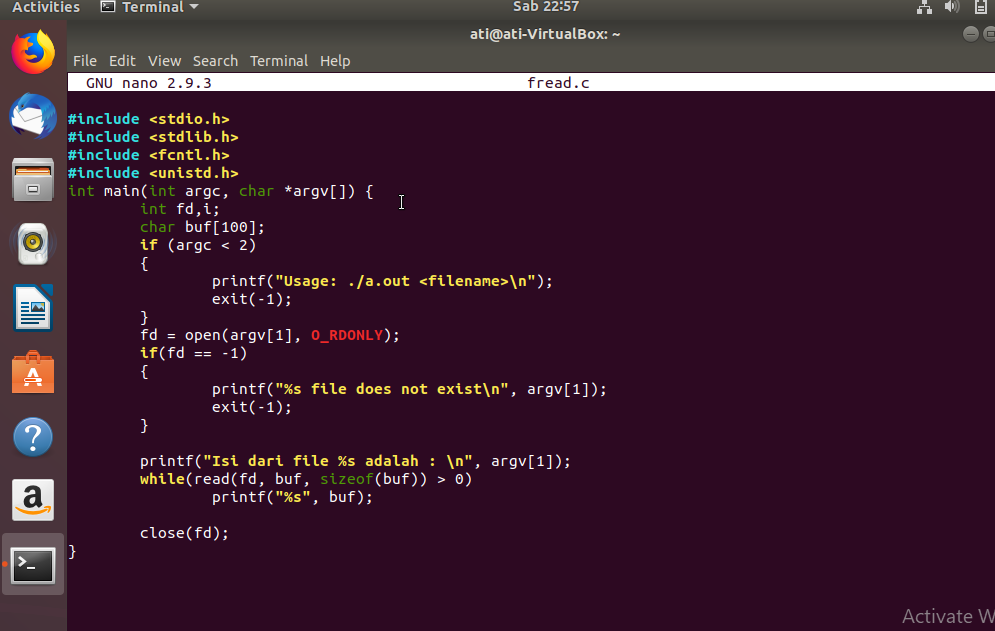 Activities Terminal Sab 22:57
ati@ati-VirtualBox: ~
File Edit View Search Terminal Help
GNU nano 2.9.3 fread.c
#include <stdio.h>
#include <stdlib.h>
#include <fcntl.h>
#include <unistd.h>
int main(int argc, char *argv[]) {
        int fd,i;
        char buf[100];
        if (argc < 2)
        {
                printf("Usage: ./a.out <filename>\n");
                exit(-1);
        }
        fd = open(argv[1], O_RDONLY);
        if(fd == -1)
        {
                printf("%s file does not exist\n", argv[1]);
                exit(-1);
        }
        printf("Isi dari file %s adalah : \n", argv[1]);
        while(read(fd, buf, sizeof(buf)) > 0)
                printf("%s", buf);
        close(fd);
}
Activate W